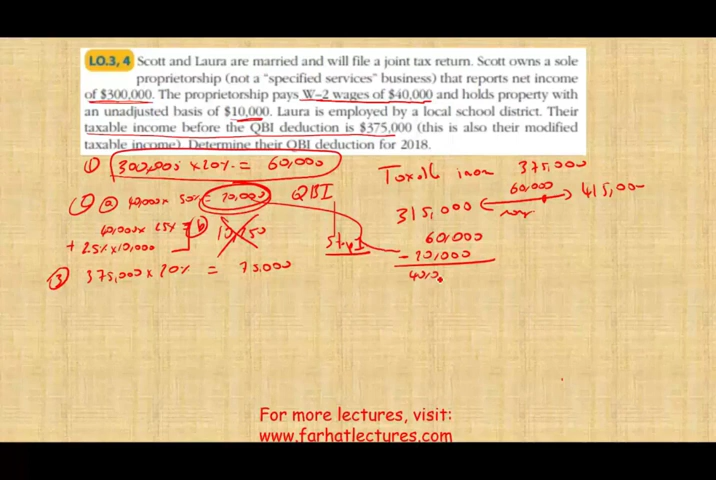 LO.3, 4 Scott and Laura are married and will file a joint tax return. Scott owns a sole
proprietorship (not a "specified services" business) that reports net income
of $300,000. The proprietorship pays W-2 wages of $40,000 and holds property with
an unadjusted basis of $10,000. Laura is employed by a local school district. Their
taxable income before the QBI deduction is $375,000 (this is also their modified
taxable income). Determine their QBI deduction for 2018.
① 300,000 x 20% = 60,000
Taxable 375,000
② ⓐ 40,000 x 50% = 20,000 QBI
315,000 60,000 415,000
40,000 x 25%
+ 25% x 10,000 ⓑ
Step I
60,000
- 20,000
③ 375,000 x 20% = 75,000
For more lectures, visit:
www.farhatlectures.com